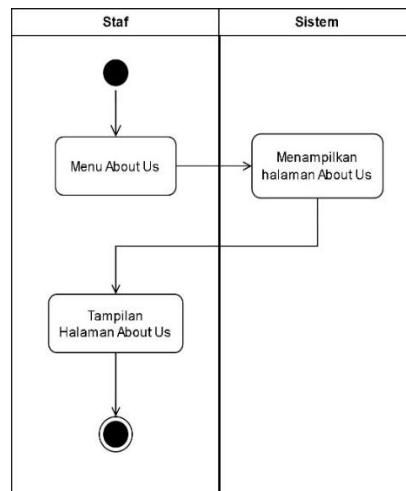 Staf
Sistem
Menu About Us
Menampilkan
halaman About Us
Tampilan
Halaman About Us